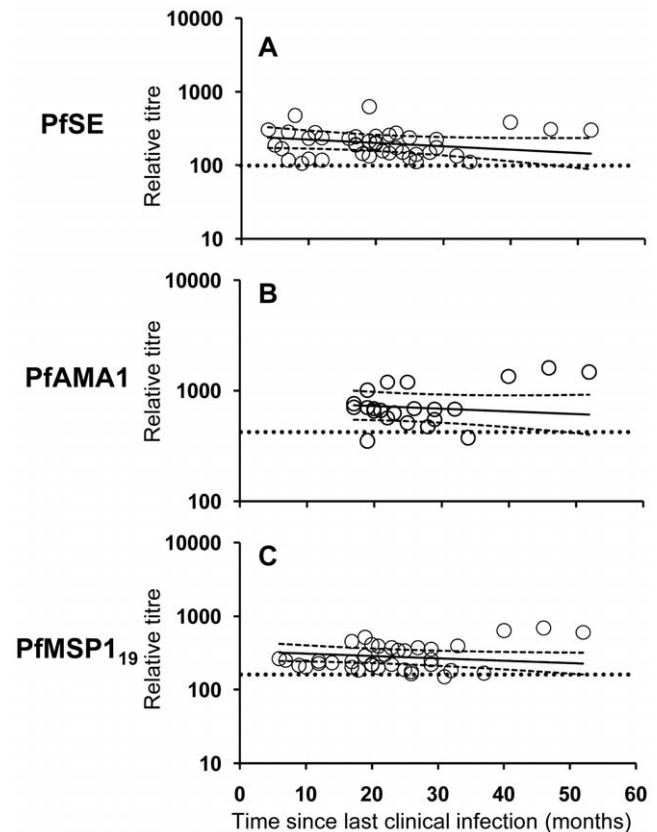 A
PfSE
Relative titre
10000
1000
100
10
B
PfAMA1
Relative titre
10000
1000
100
C
PfMSP1₁₉
Relative titre
10000
1000
100
10
0 10 20 30 40 50 60
Time since last clinical infection (months)